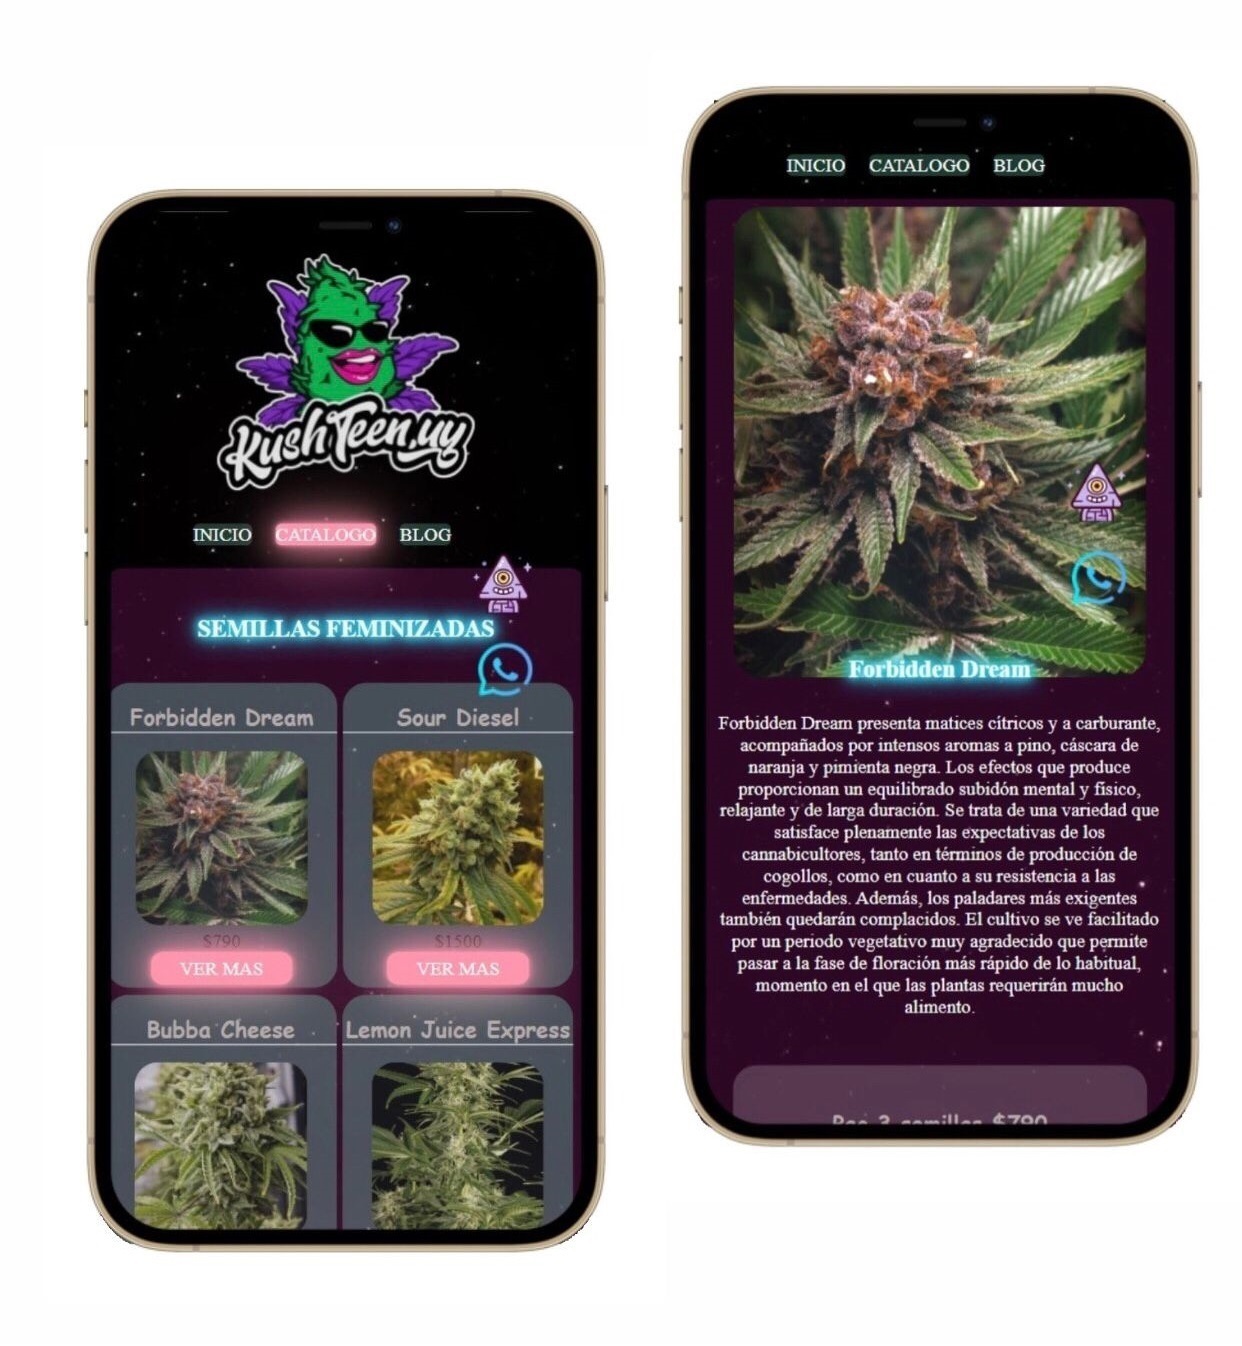 KushTeen.uy
INICIO CATALOGO BLOG
SEMILLAS FEMINIZADAS
Forbidden Dream
Sour Diesel
$790
$1500
VER MAS
VER MAS
Bubba Cheese
Lemon Juice Express
INICIO CATALOGO BLOG
Forbidden Dream
Forbidden Dream presenta matices cítricos y a carburante,
acompañados por intensos aromas a pino, cáscara de
naranja y pimienta negra. Los efectos que produce
proporcionan un equilibrado subidón mental y físico,
relajante y de larga duración. Se trata de una variedad que
satisface plenamente las expectativas de los
cannabicultores, tanto en términos de producción de
cogollos, como en cuanto a su resistencia a las
enfermedades. Además, los paladares más exigentes
también quedarán complacidos. El cultivo se ve facilitado
por un periodo vegetativo muy agradecido que permite
pasar a la fase de floración más rápido de lo habitual,
momento en el que las plantas requerirán mucho
alimento.
3 semillas $790